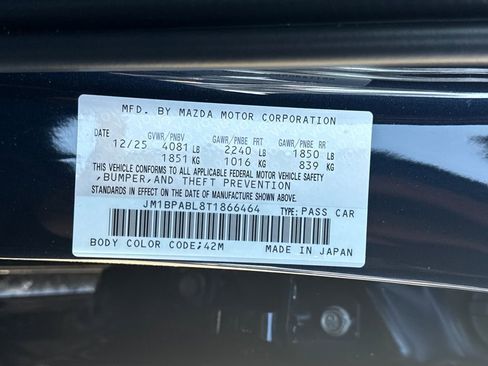 MFD. BY MAZDA MOTOR CORPORATION
DATE GVWR/PNBV GAWR/PNBE FRT GAWR/PNBE RR
12/25 4081 LB 2240 LB 1850 LB
1851 KG 1016 KG 839 KG
THIS VEHICLE CONFORMS TO ALL APPLICABLE FEDERAL MOTOR VEHICLE SAFETY
,BUMPER,AND THEFT PREVENTION
STANDARDS IN EFFECT ON THE DATE OF MANUFACTURE SHOWN ABOVE.
JM1BPABL8T1866464 TYPE: PASS CAR
BODY COLOR CODE;42M MADE IN JAPAN